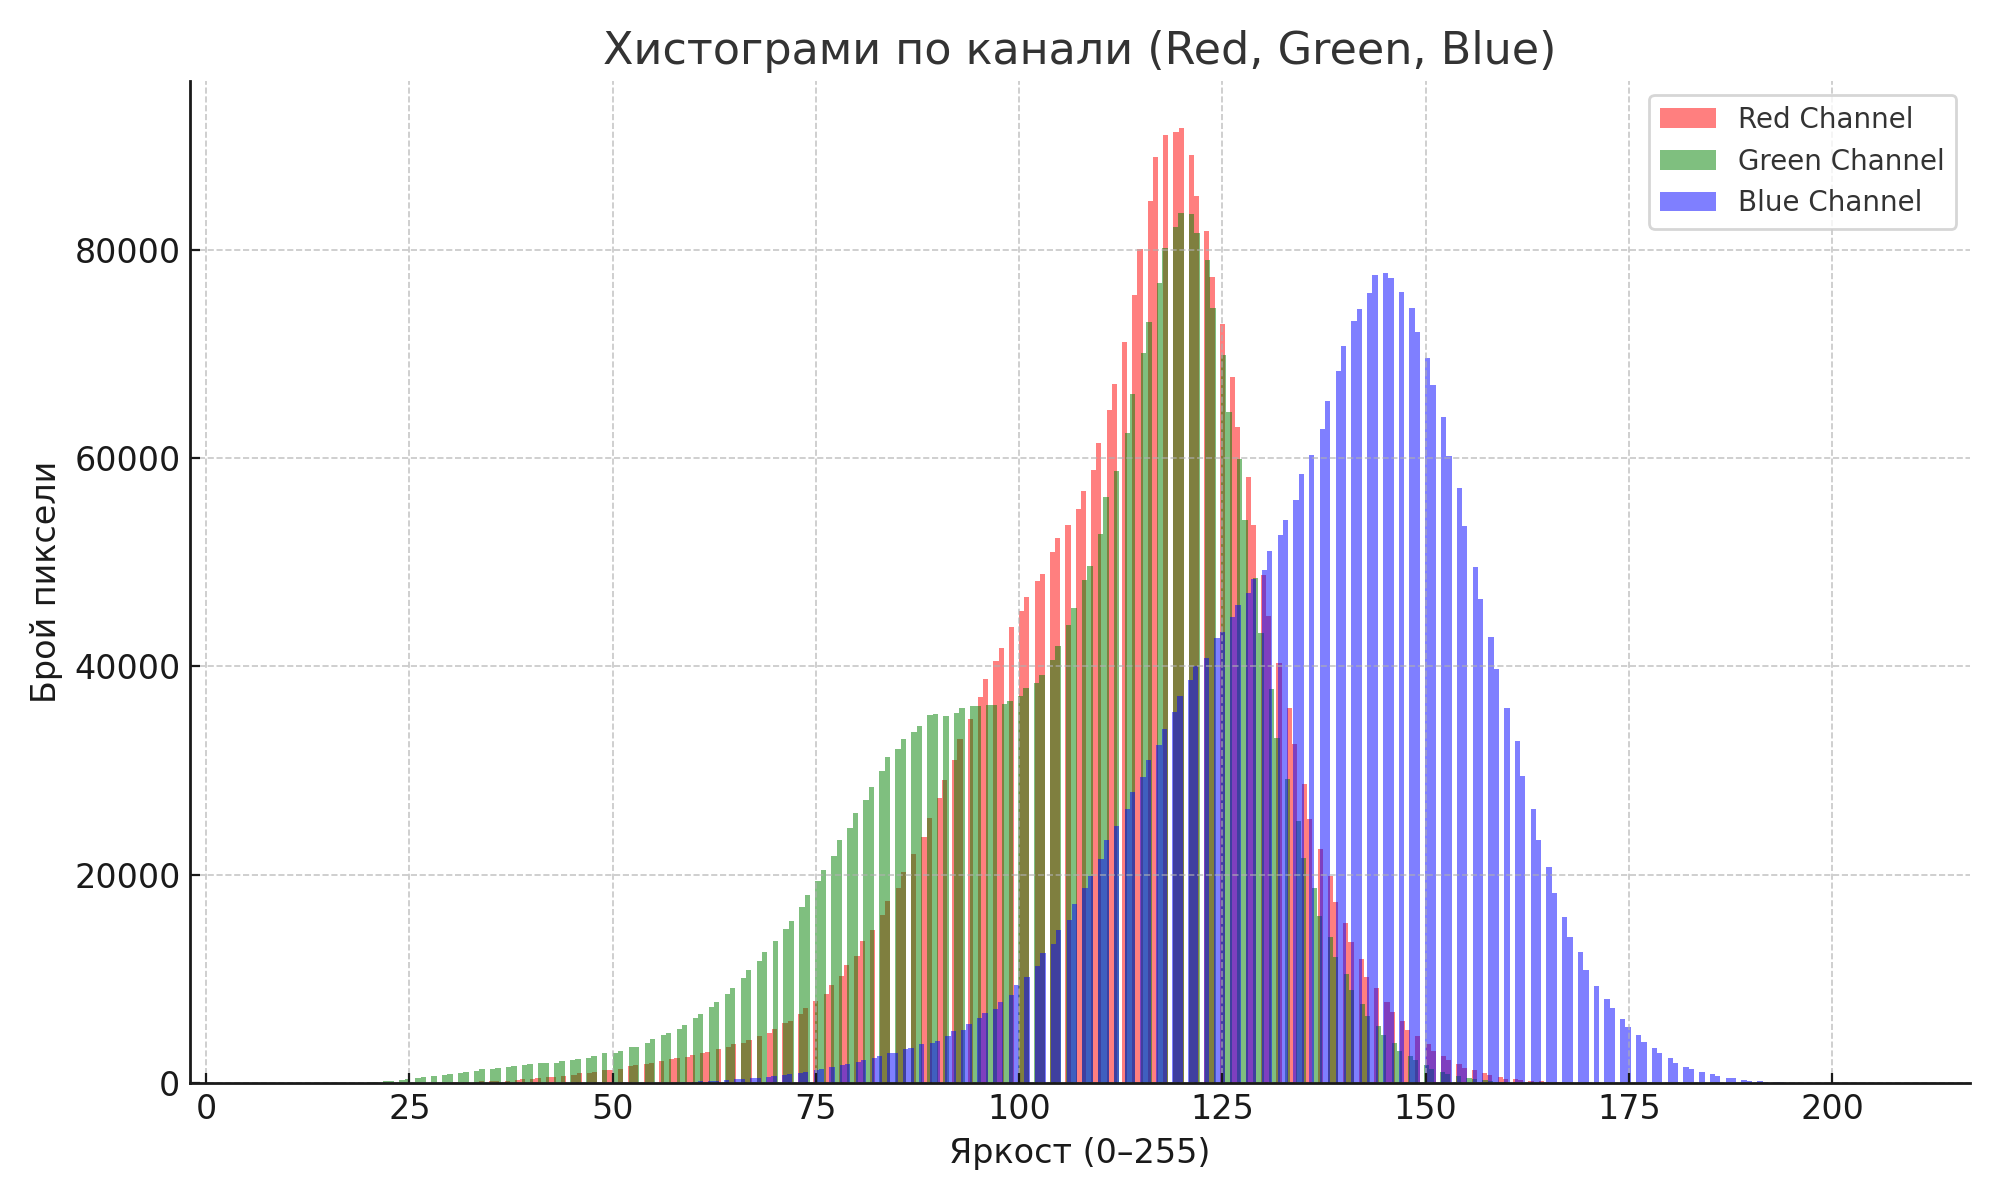 Хистограми по канали (Red, Green, Blue)
Red Channel
Green Channel
Blue Channel
Брой пиксели
80000
60000
40000
20000
0
0 25 50 75 100 125 150 175 200
Яркост (0–255)